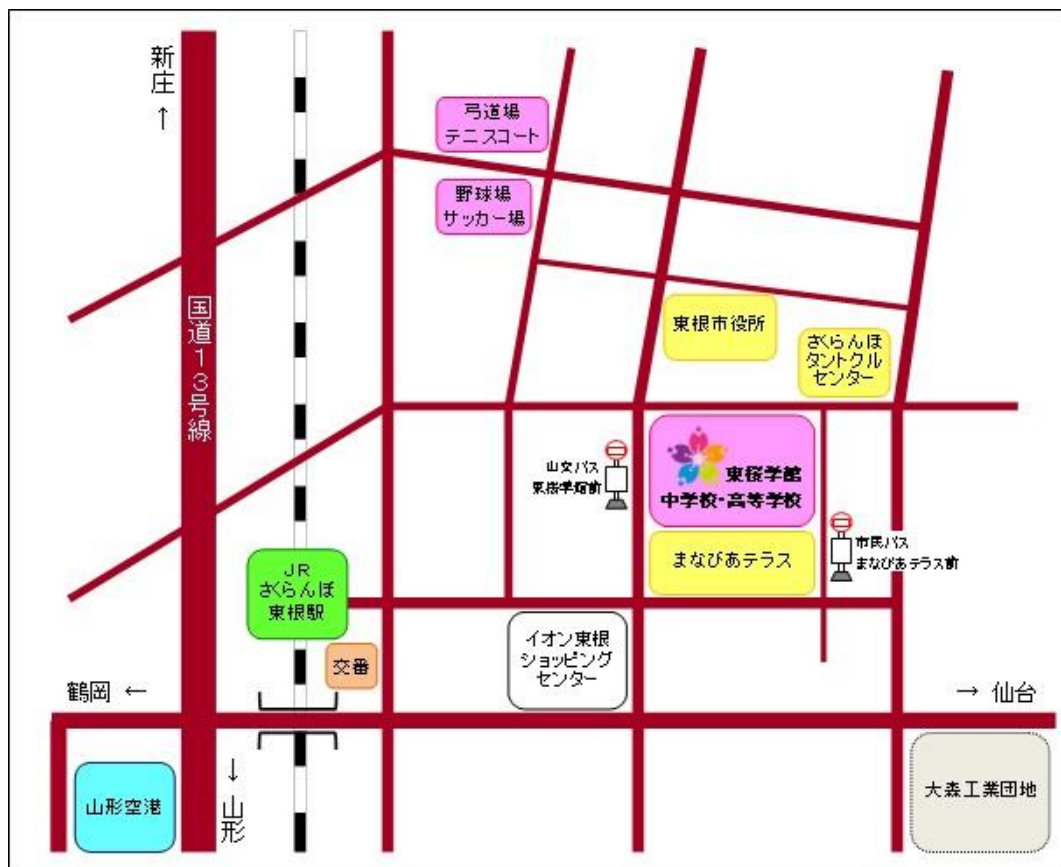 新庄
↑
弓道場
テニスコート
野球場
サッカー場
国道13号線
東根市役所
さくらんぼ
タントクル
センター
山交バス
東桜学館前
東桜学館
中学校・高等学校
市民バス
まなびあテラス前
まなびあテラス
JR
さくらんぼ
東根駅
交番
イオン東根
ショッピング
センター
鶴岡 ←
→ 仙台
山形空港
↓
山形
大森工業団地